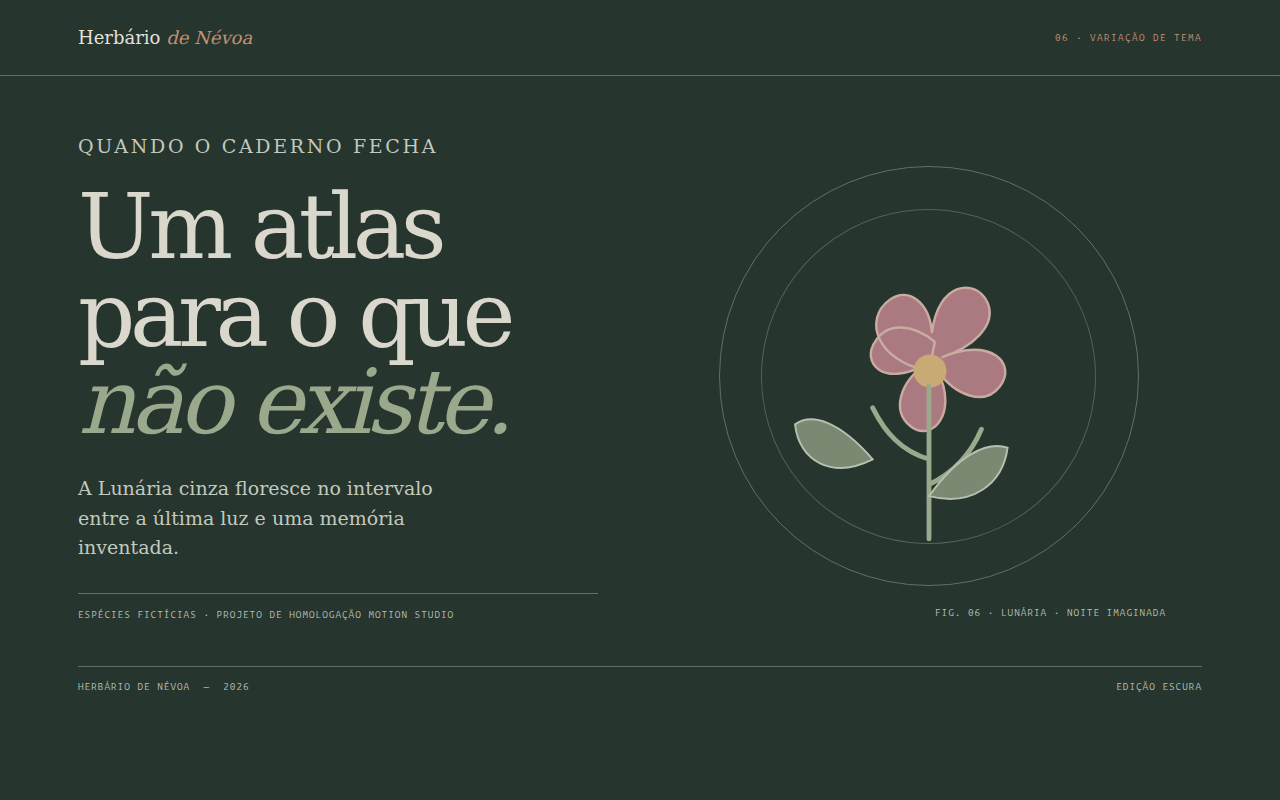 Herbário de Névoa
06 · VARIAÇÃO DE TEMA
QUANDO O CADERNO FECHA
Um atlas
para o que
não existe.
A Lunária cinza floresce no intervalo
entre a última luz e uma memória
inventada.
ESPÉCIES FICTÍCIAS · PROJETO DE HOMOLOGAÇÃO MOTION STUDIO
FIG. 06 · LUNÁRIA · NOITE IMAGINADA
HERBÁRIO DE NÉVOA — 2026
EDIÇÃO ESCURA